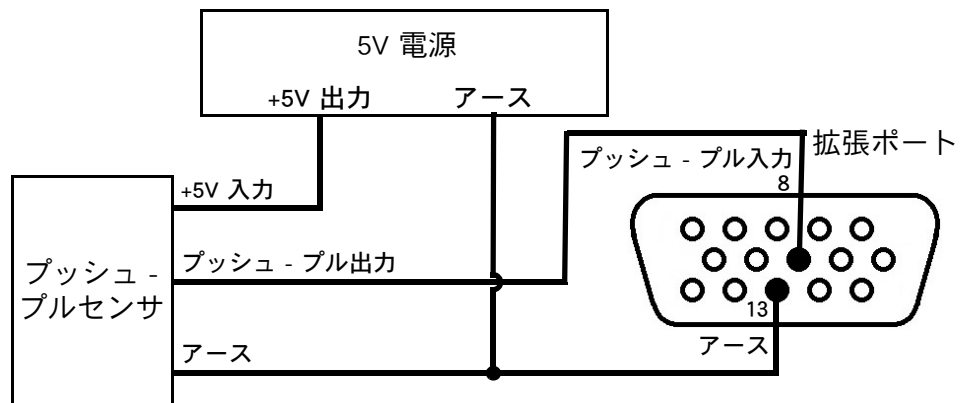 5V 電源
+5V 出力
アース
プッシュ - プル入力
拡張ポート
8
+5V 入力
プッシュ - プル出力
プッシュ -
プルセンサ
13
アース
アース